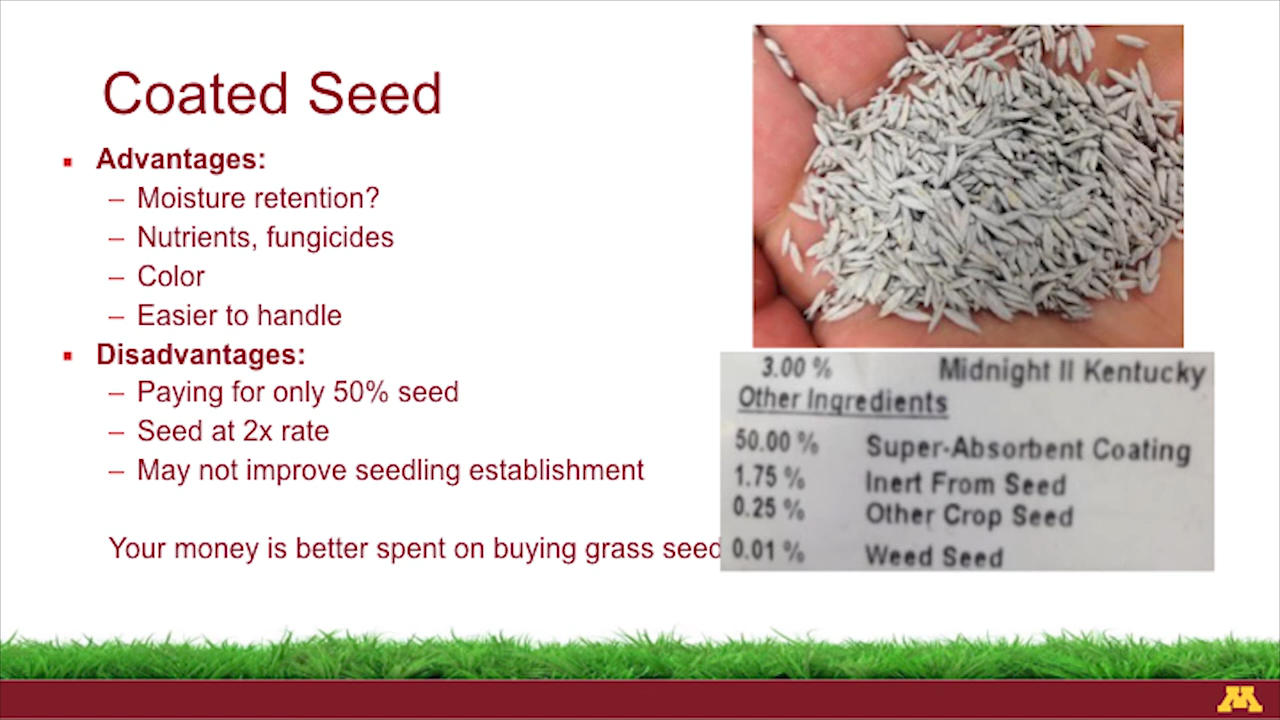 Coated Seed
Advantages:
– Moisture retention?
– Nutrients, fungicides
– Color
– Easier to handle
Disadvantages:
– Paying for only 50% seed
– Seed at 2x rate
– May not improve seedling establishment
Your money is better spent on buying grass seed
3.00 % Midnight II Kentucky
Other Ingredients
50.00 % Super-Absorbent Coating
1.75 % Inert From Seed
0.25 % Other Crop Seed
0.01 % Weed Seed
M